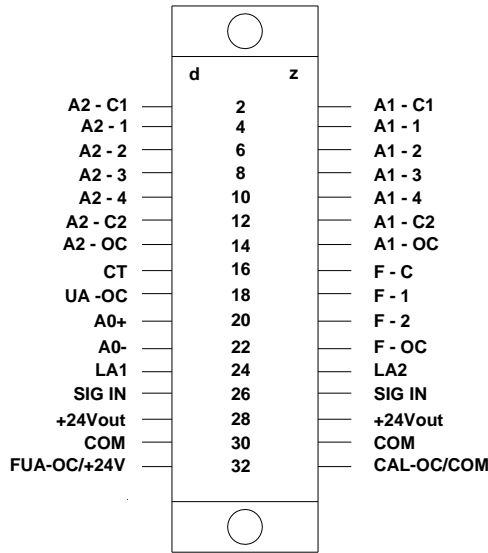 d z
A2 - C1 2 A1 - C1
A2 - 1 4 A1 - 1
A2 - 2 6 A1 - 2
A2 - 3 8 A1 - 3
A2 - 4 10 A1 - 4
A2 - C2 12 A1 - C2
A2 - OC 14 A1 - OC
CT 16 F - C
UA -OC 18 F - 1
A0+ 20 F - 2
A0- 22 F - OC
LA1 24 LA2
SIG IN 26 SIG IN
+24Vout 28 +24Vout
COM 30 COM
FUA-OC/+24V 32 CAL-OC/COM